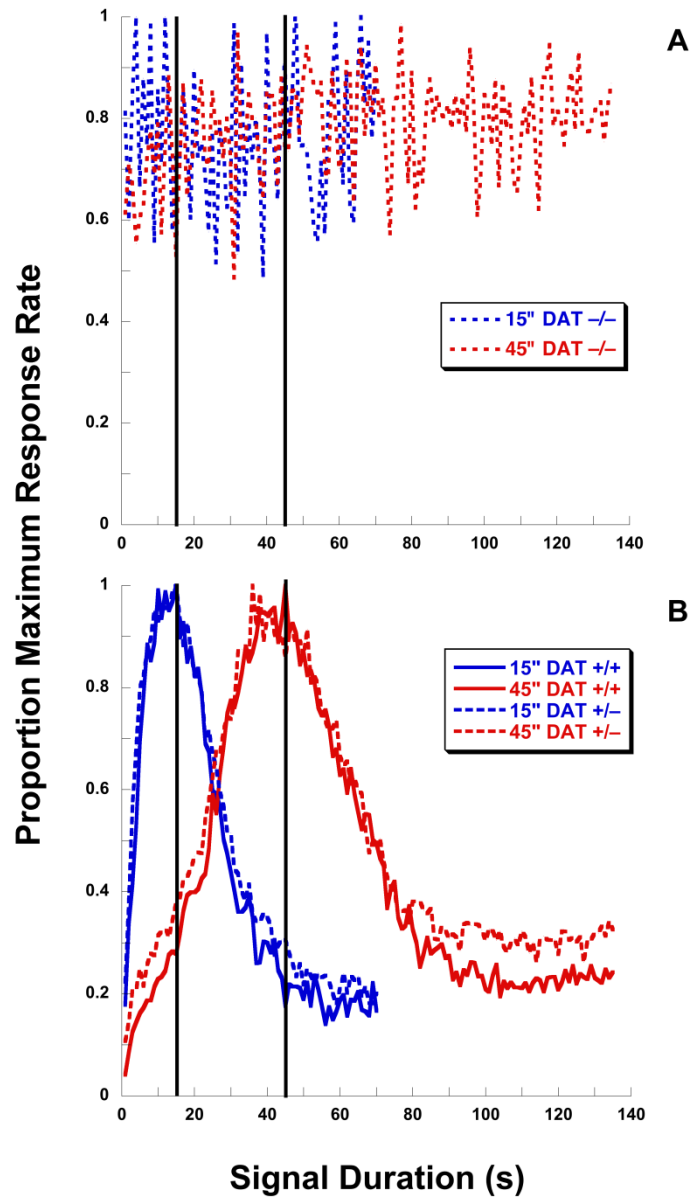 A
1
0.8
0.6
0.4
0.2
0
15" DAT –/–
45" DAT –/–
0 20 40 60 80 100 120 140
Proportion Maximum Response Rate
B
1
0.8
0.6
0.4
0.2
0
15" DAT +/+
45" DAT +/+
15" DAT +/–
45" DAT +/–
0 20 40 60 80 100 120 140
Signal Duration (s)